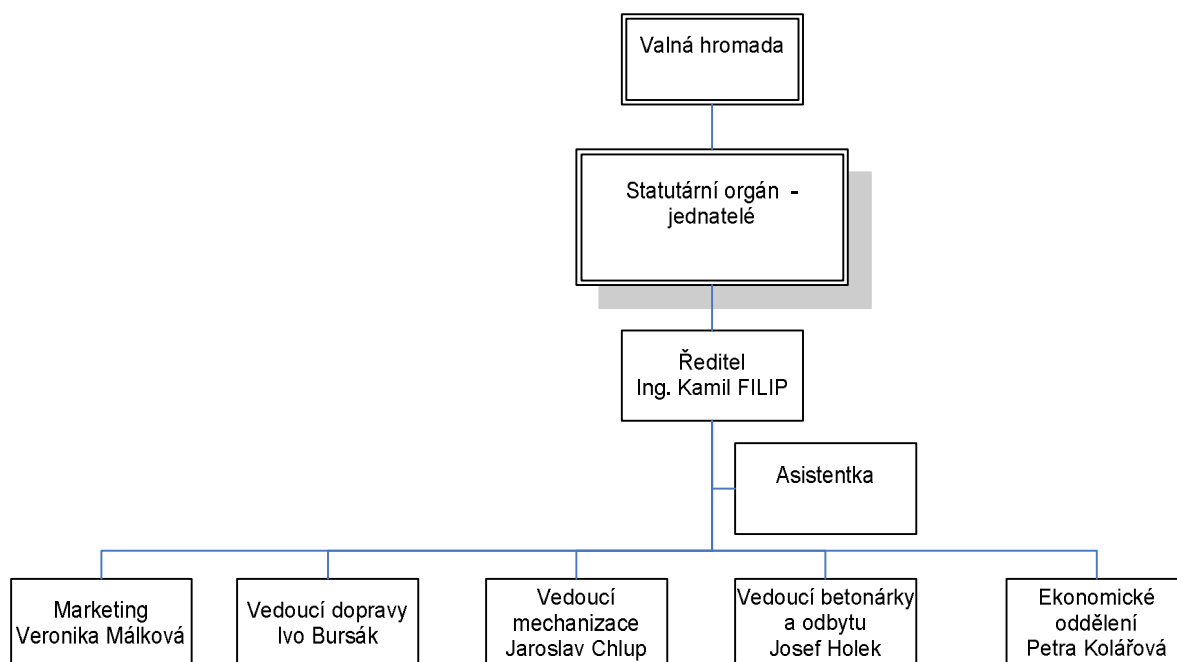 Valná hromada
Statutární orgán -
jednatelé
Ředitel
Ing. Kamil FILIP
Asistentka
Marketing
Veronika Málková
Vedoucí dopravy
Ivo Bursák
Vedoucí
mechanizace
Jaroslav Chlup
Vedoucí betonárky
a odbytu
Josef Holek
Ekonomické
oddělení
Petra Kolářová